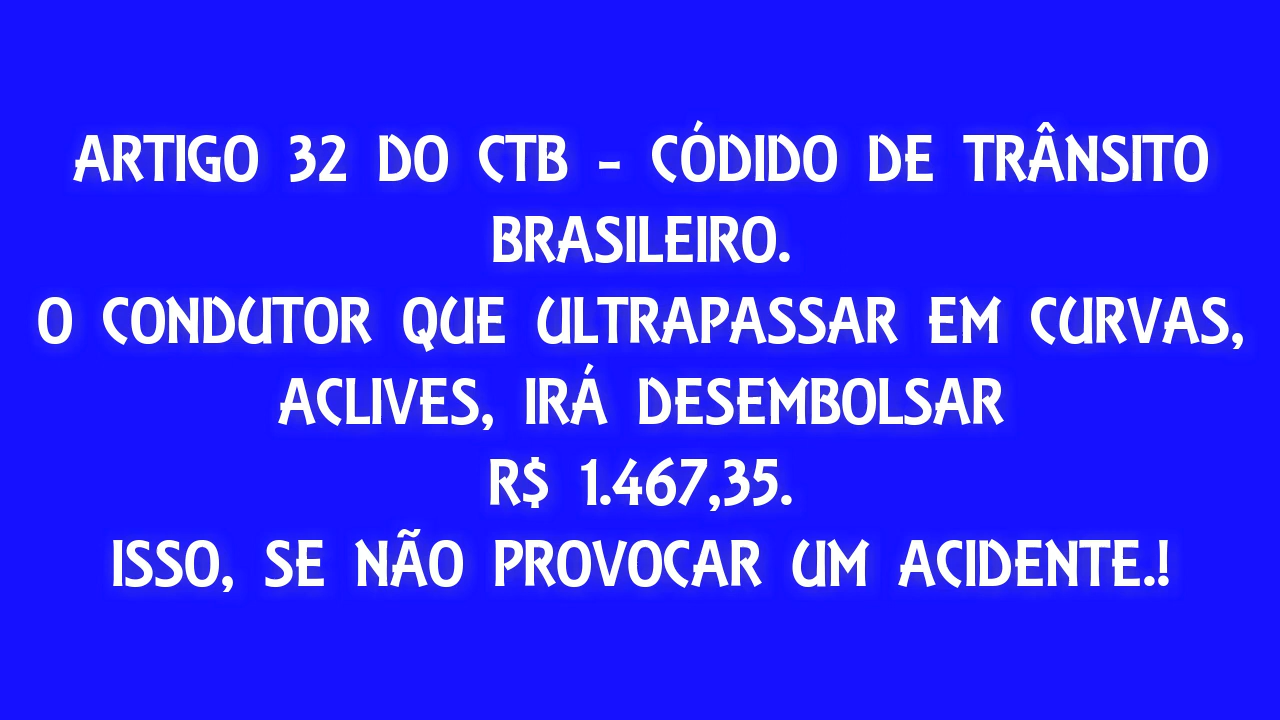 ARTIGO 32 DO CTB - CÓDIDO DE TRÂNSITO
BRASILEIRO.
O CONDUTOR QUE ULTRAPASSAR EM CURVAS,
ACLIVES, IRÁ DESEMBOLSAR
R$ 1.467,35.
ISSO, SE NÃO PROVOCAR UM ACIDENTE.!